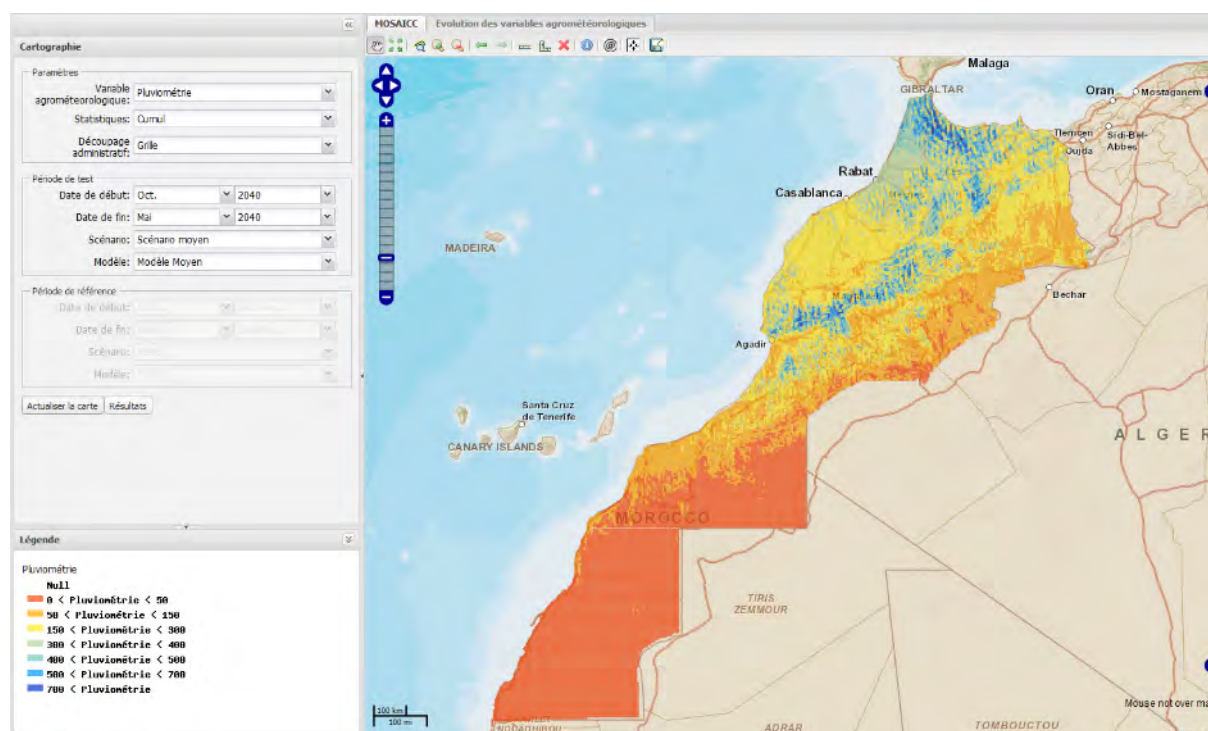 Cartographie
Paramètres
Variable
agrométeorologique: Pluviométrie
Statistiques: Cumul
Découpage
administratif: Grille
Période de test
Date de début: Oct. 2040
Date de fin: Mai 2040
Scénario: Scénario moyen
Modèle: Modèle Moyen
Période de référence
Date de début:
Date de fin:
Scénario:
Modèle:
Actualiser la carte Résultats
Légende
Pluviométrie
Null
0 < Pluviométrie < 50
50 < Pluviométrie < 150
150 < Pluviométrie < 300
300 < Pluviométrie < 400
400 < Pluviométrie < 500
500 < Pluviométrie < 700
700 < Pluviométrie
MOSAICC Evolution des variables agrométéorologiques
Malaga
GIBRALTAR
Oran
Mostaganem
Tlemcen
Sidi-Bel-
Abbes
Oujda
Rabat
Casablanca
MADEIRA
Bechar
Agadir
Santa Cruz
de Tenerife
CANARY ISLANDS
ALGER
MOROCCO
TIRIS
ZEMMOUR
100 km
100 mi
ADRAR
TOMBOUCTOU
Mouse not over ma